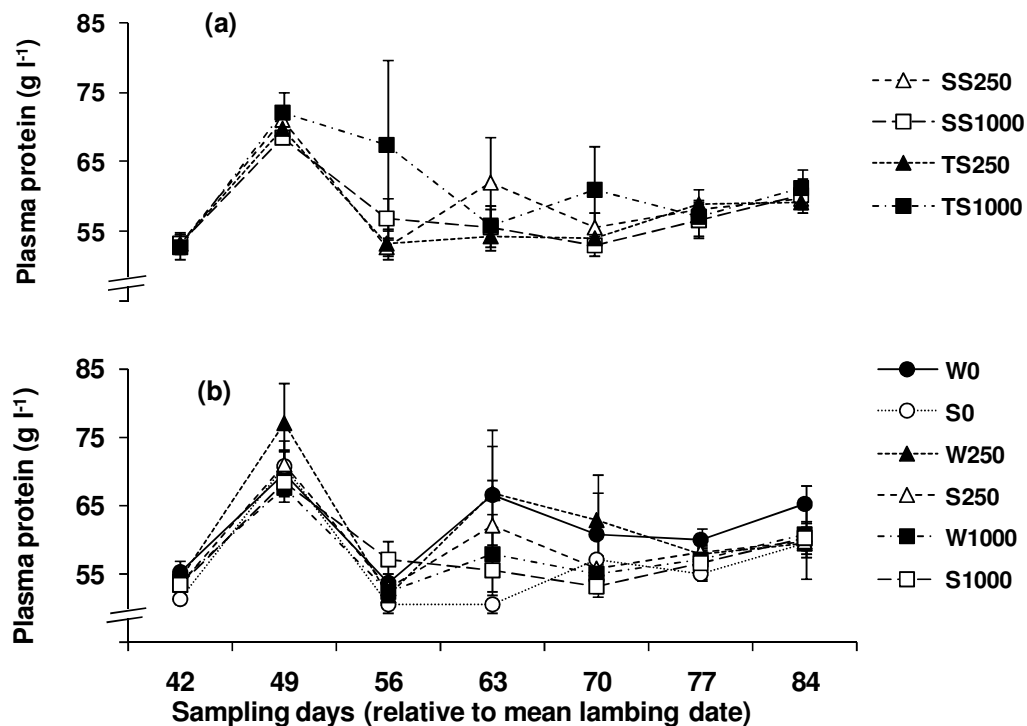 (a)
Plasma protein (g l-1)
85
75
65
55
SS250
SS1000
TS250
TS1000
(b)
Plasma protein (g l-1)
85
75
65
55
W0
S0
W250
S250
W1000
S1000
42 49 56 63 70 77 84
Sampling days (relative to mean lambing date)